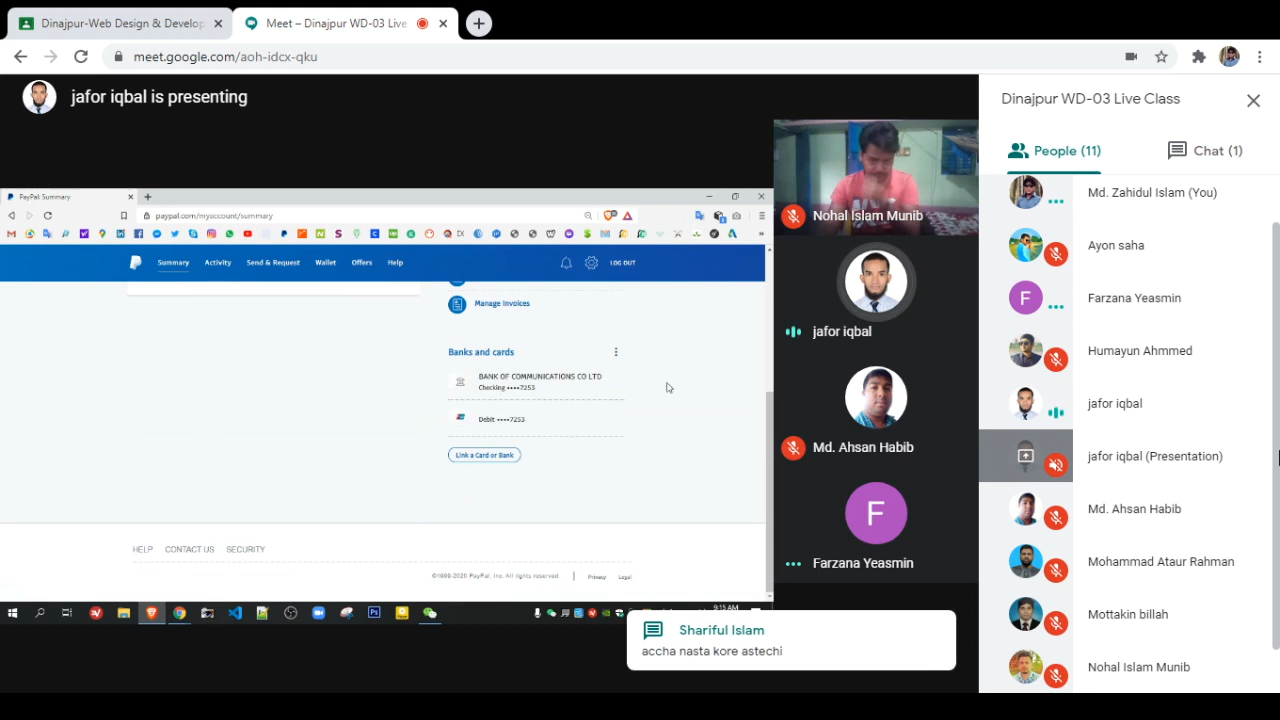 Dinajpur-Web Design & Develop
Meet – Dinajpur WD-03 Live
meet.google.com/aoh-idcx-qku
jafor iqbal is presenting
PayPal: Summary
paypal.com/myaccount/summary
Summary
Activity
Send & Request
Wallet
Offers
Help
LOG OUT
Manage Invoices
Banks and cards
BANK OF COMMUNICATIONS CO LTD
Checking ••••7253
Debit ••••7253
Link a Card or Bank
HELP
CONTACT US
SECURITY
©1999-2020 PayPal, Inc. All rights reserved.
Privacy
Legal
9:15 AM
Nohal Islam Munib
jafor iqbal
Md. Ahsan Habib
F
Farzana Yeasmin
Shariful Islam
accha nasta kore astechi
Dinajpur WD-03 Live Class
People (11)
Chat (1)
Md. Zahidul Islam (You)
Ayon saha
F
Farzana Yeasmin
Humayun Ahmmed
jafor iqbal
jafor iqbal (Presentation)
Md. Ahsan Habib
Mohammad Ataur Rahman
Mottakin billah
Nohal Islam Munib